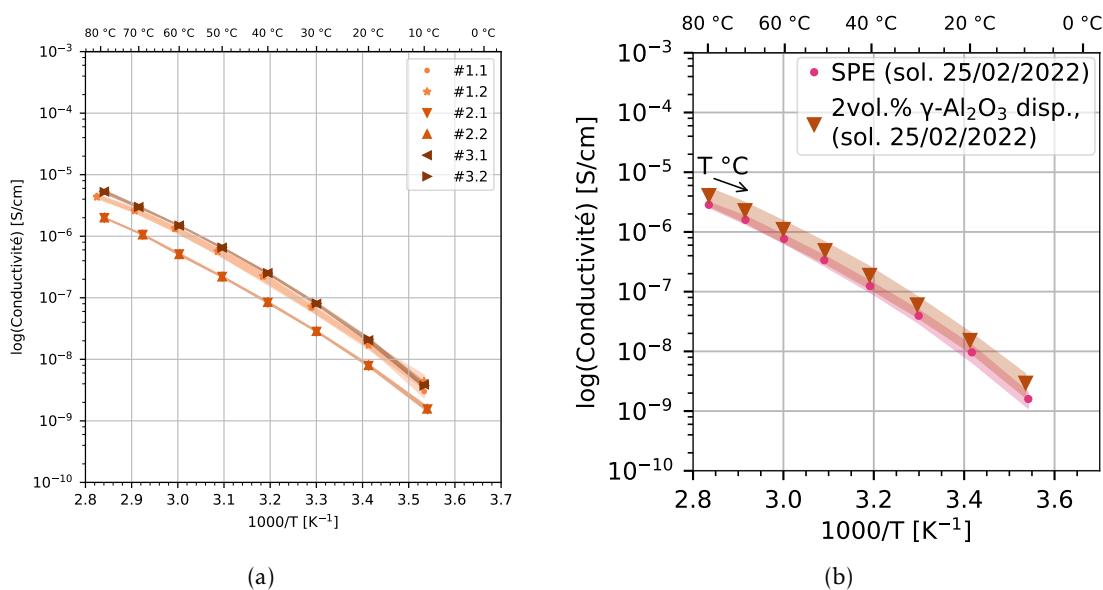 80 °C 70 °C 60 °C 50 °C 40 °C 30 °C 20 °C 10 °C 0 °C
10⁻³
10⁻⁴
10⁻⁵
10⁻⁶
10⁻⁷
10⁻⁸
10⁻⁹
10⁻¹⁰
log(Conductivité) [S/cm]
#1.1
#1.2
#2.1
#2.2
#3.1
#3.2
2.8 2.9 3.0 3.1 3.2 3.3 3.4 3.5 3.6 3.7
1000/T [K⁻¹]
(a)
80 °C 60 °C 40 °C 20 °C 0 °C
10⁻³
10⁻⁴
10⁻⁵
10⁻⁶
10⁻⁷
10⁻⁸
10⁻⁹
10⁻¹⁰
log(Conductivité) [S/cm]
SPE (sol. 25/02/2022)
2vol.% γ-Al₂O₃ disp.,
(sol. 25/02/2022)
T °C
2.8 3.0 3.2 3.4 3.6
1000/T [K⁻¹]
(b)